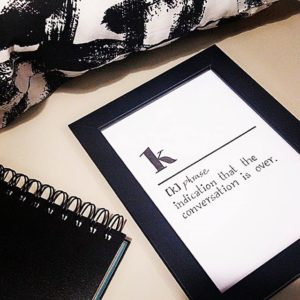 k
[k] phrase
indication that the
conversation is over.